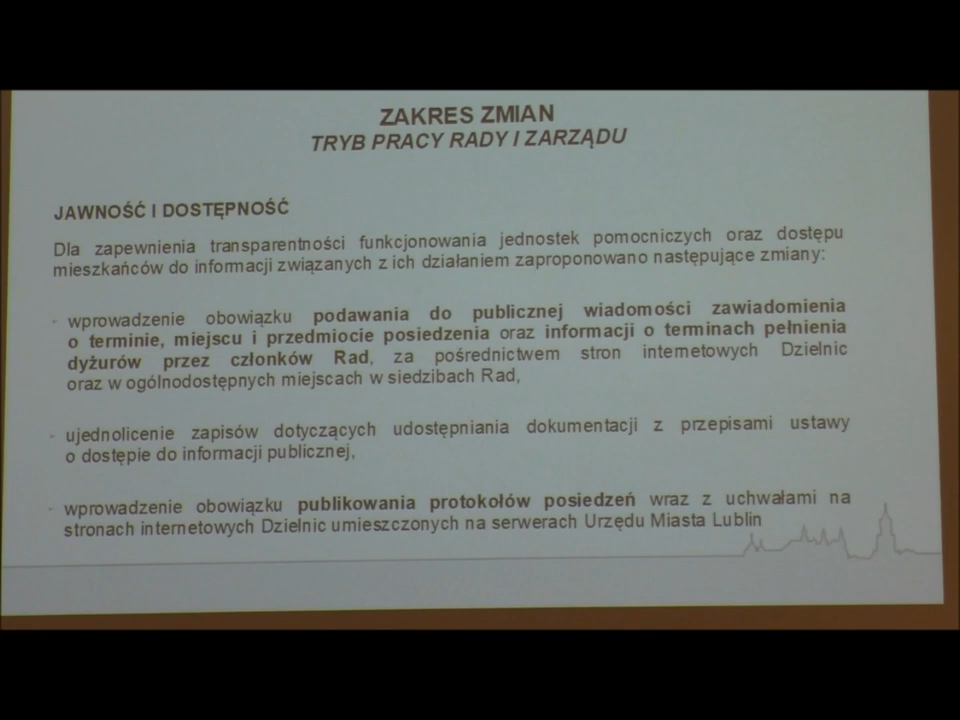 ZAKRES ZMIAN
TRYB PRACY RADY I ZARZĄDU
JAWNOŚĆ I DOSTĘPNOŚĆ
Dla zapewnienia transparentności funkcjonowania jednostek pomocniczych oraz dostępu
mieszkańców do informacji związanych z ich działaniem zaproponowano następujące zmiany:
- wprowadzenie obowiązku podawania do publicznej wiadomości zawiadomienia
o terminie, miejscu i przedmiocie posiedzenia oraz informacji o terminach pełnienia
dyżurów przez członków Rad, za pośrednictwem stron internetowych Dzielnic
oraz w ogólnodostępnych miejscach w siedzibach Rad,
- ujednolicenie zapisów dotyczących udostępniania dokumentacji z przepisami ustawy
o dostępie do informacji publicznej,
- wprowadzenie obowiązku publikowania protokołów posiedzeń wraz z uchwałami na
stronach internetowych Dzielnic umieszczonych na serwerach Urzędu Miasta Lublin